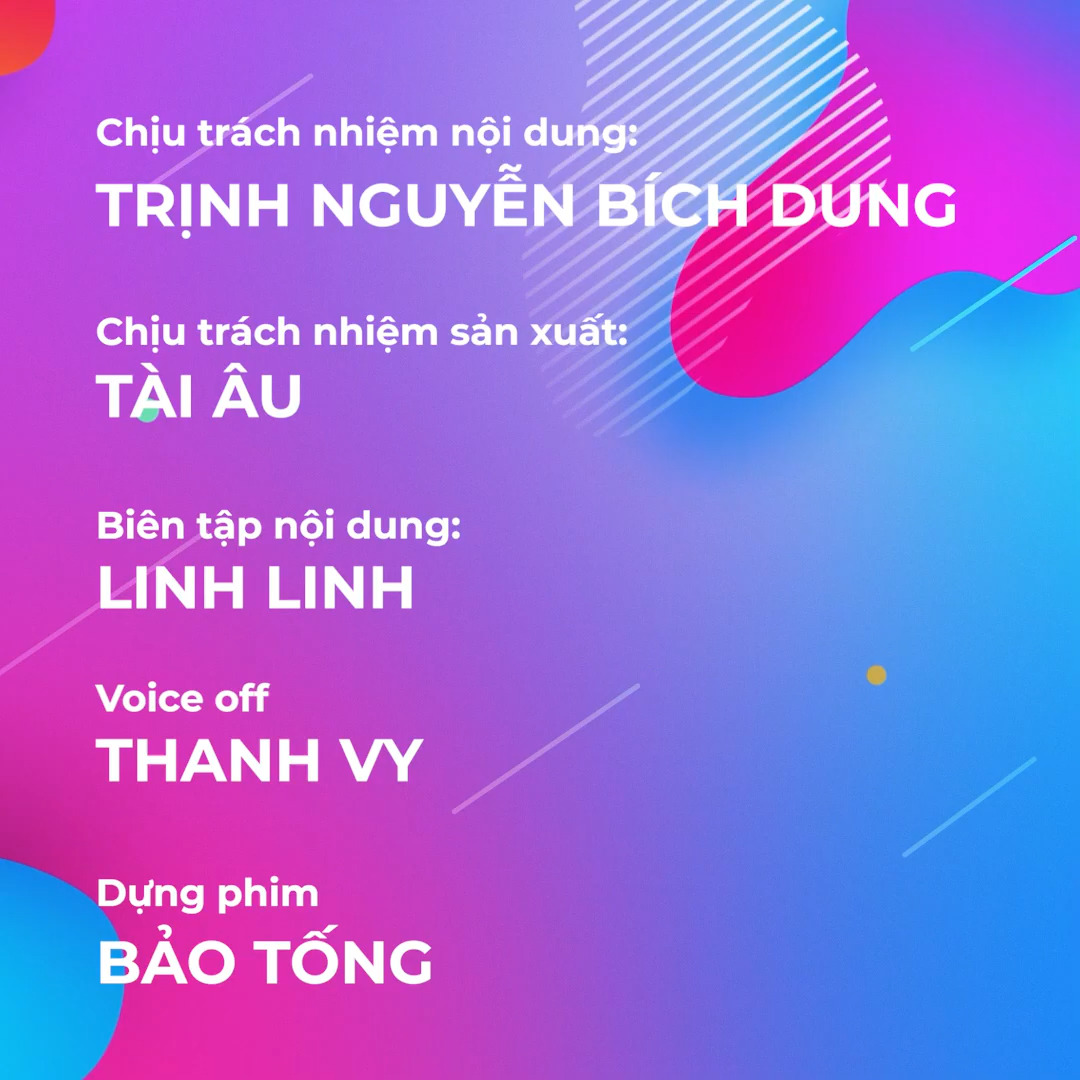 Chịu trách nhiệm nội dung:
TRỊNH NGUYỄN BÍCH DUNG
Chịu trách nhiệm sản xuất:
TÀI ÂU
Biên tập nội dung:
LINH LINH
Voice off
THANH VY
Dựng phim
BẢO TỐNG